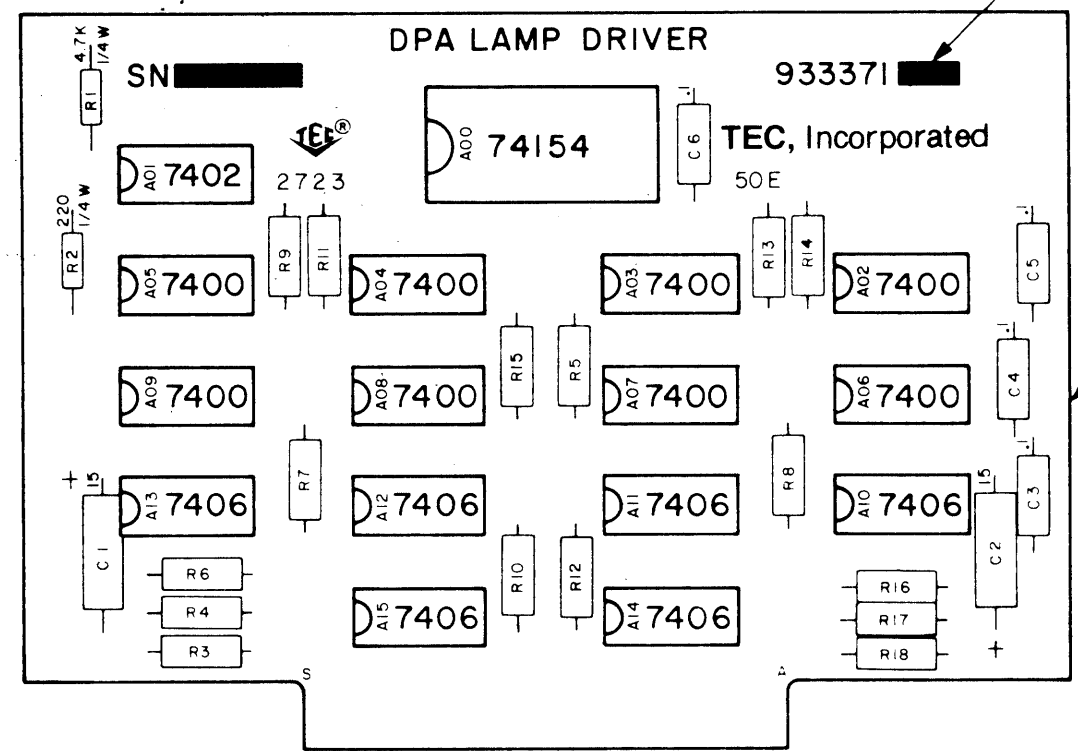 DPA LAMP DRIVER
4.7K
1/4W
R1
SN
933371
TEC®
2723
A00
74154
.1
C6
TEC, Incorporated
50E
A01
7402
220
1/4W
R2
R9
R11
R13
R14
.1
C5
A05
7400
A04
7400
A03
7400
A02
7400
R15
R5
.1
C4
A09
7400
A08
7400
A07
7400
A06
7400
R7
R8
.1
C3
+
15
C1
A13
7406
A12
7406
A11
7406
A10
7406
15
C2
+
R6
R4
R3
R10
R12
R16
R17
R18
A15
7406
A14
7406
S
A